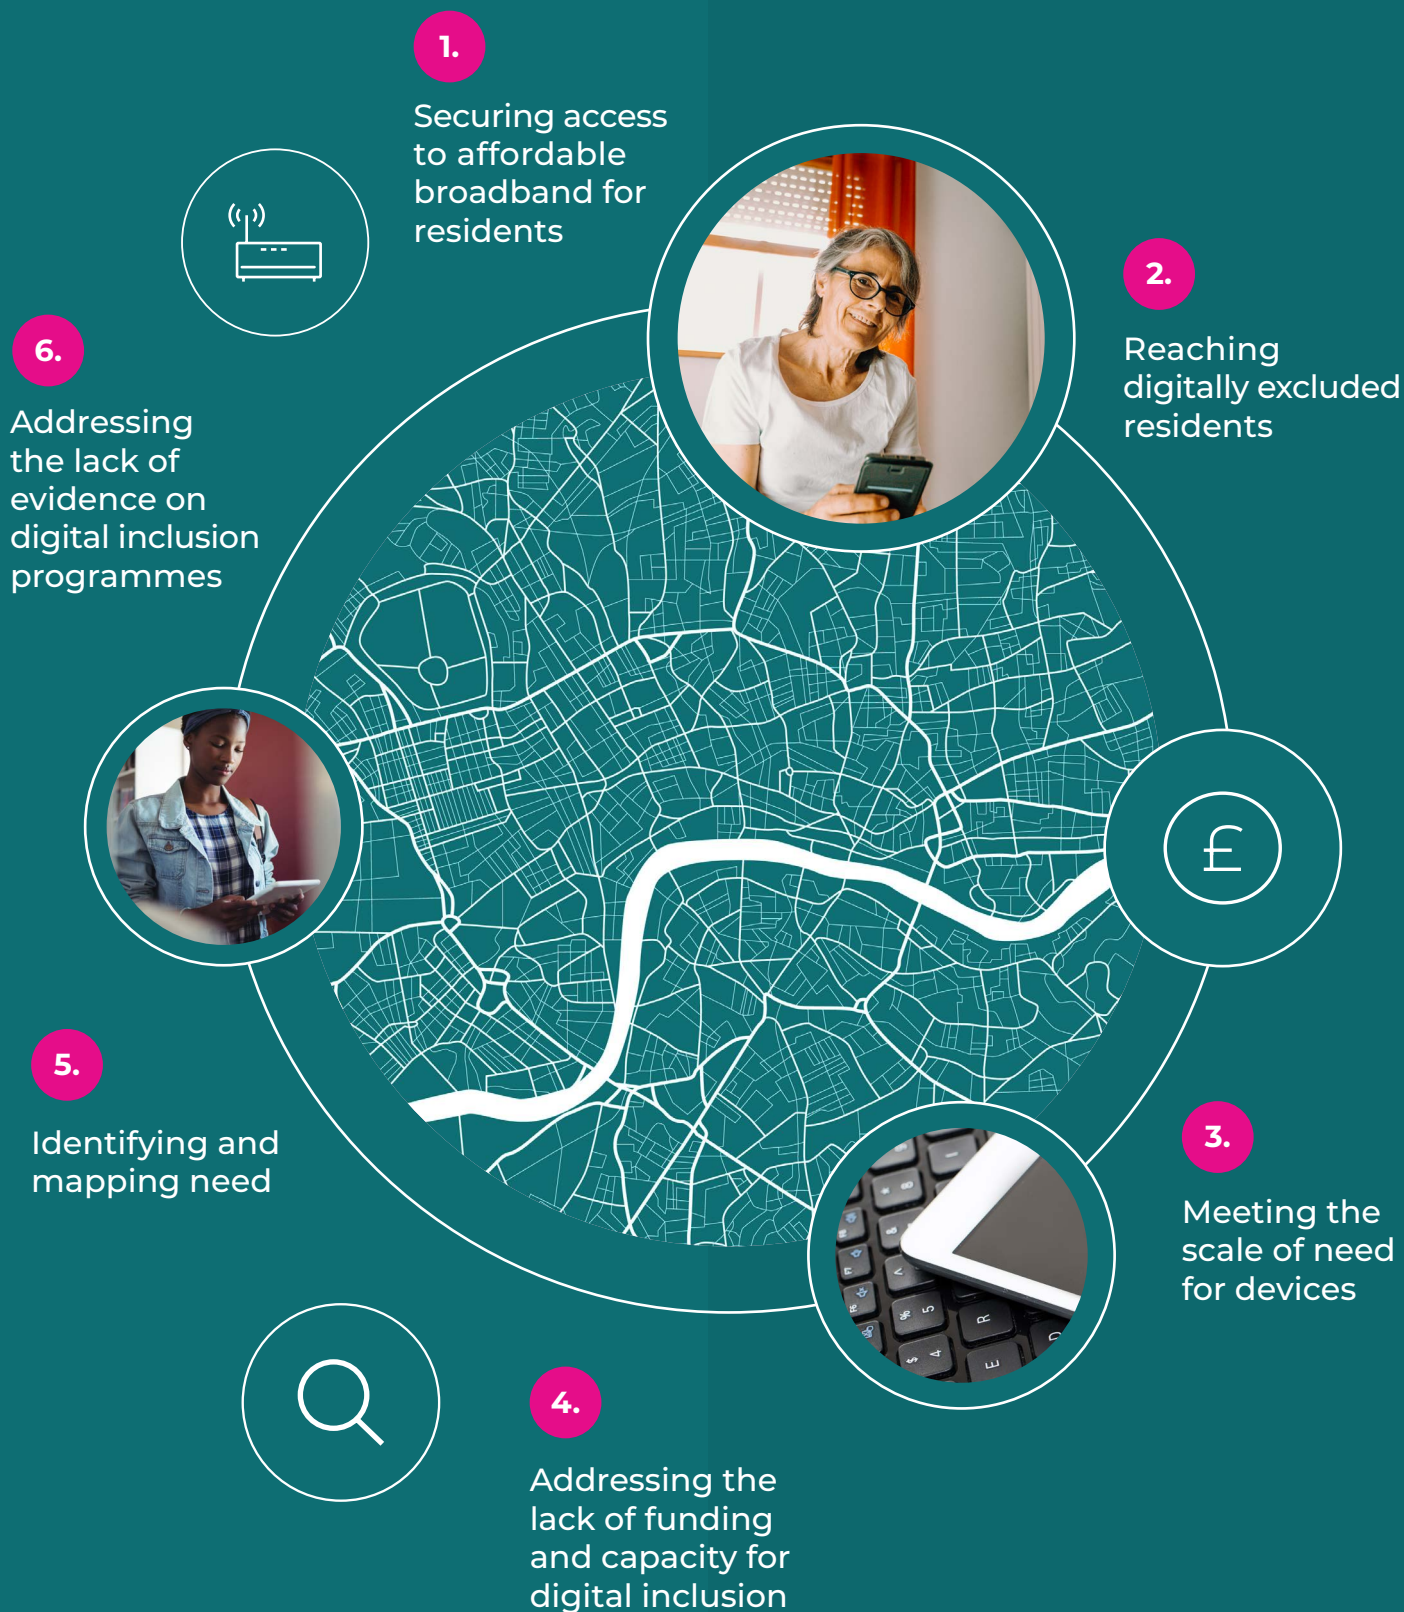 1.
Securing access
to affordable
broadband for
residents
2.
Reaching
digitally excluded
residents
3.
Meeting the
scale of need
for devices
4.
Addressing the
lack of funding
and capacity for
digital inclusion
5.
Identifying and
mapping need
6.
Addressing
the lack of
evidence on
digital inclusion
programmes
£